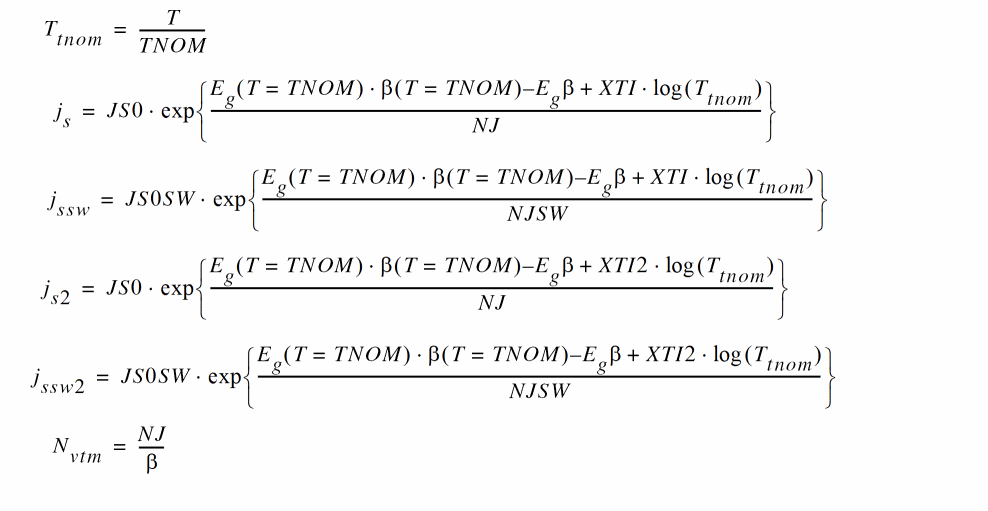 T_tnom = T / TNOM
j_s = JS0 · exp{ (E_g(T = TNOM) · β(T = TNOM)–E_gβ + XTI · log(T_tnom)) / NJ }
j_ssw = JS0SW · exp{ (E_g(T = TNOM) · β(T = TNOM)–E_gβ + XTI · log(T_tnom)) / NJSW }
j_s2 = JS0 · exp{ (E_g(T = TNOM) · β(T = TNOM)–E_gβ + XTI2 · log(T_tnom)) / NJ }
j_ssw2 = JS0SW · exp{ (E_g(T = TNOM) · β(T = TNOM)–E_gβ + XTI2 · log(T_tnom)) / NJSW }
N_vtm = NJ / β